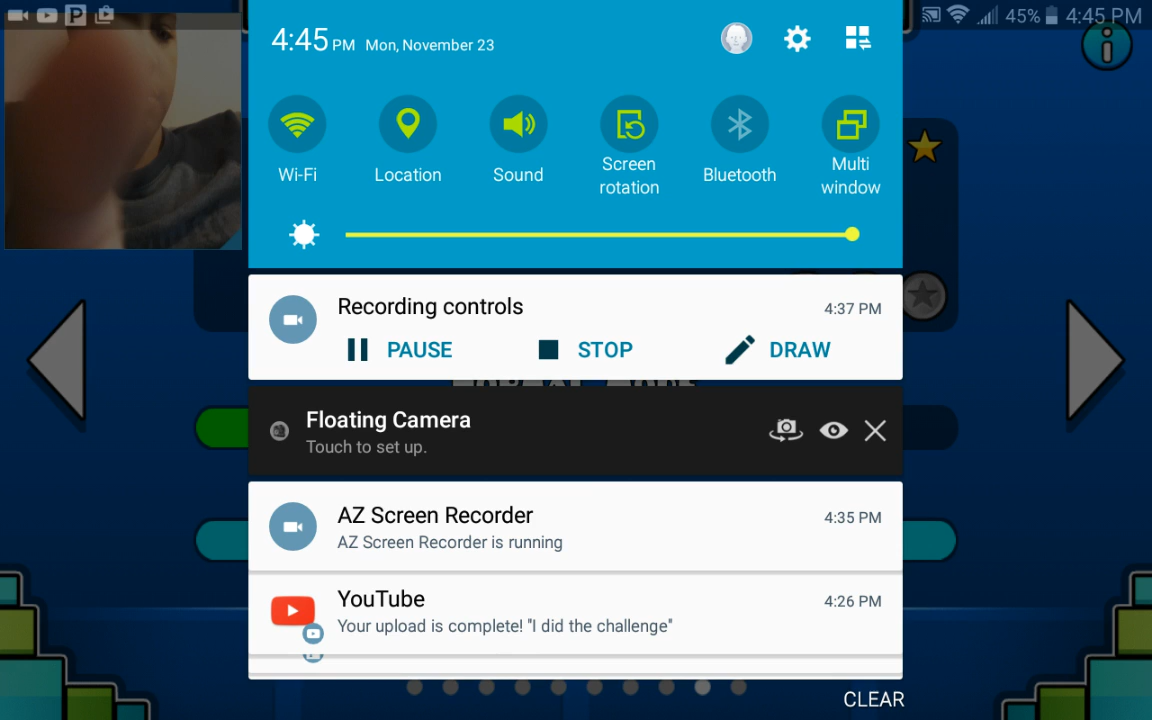 45% 4:45 PM
4:45 PM Mon, November 23
Wi-Fi
Location
Sound
Screen
rotation
Bluetooth
Multi
window
Recording controls 4:37 PM
PAUSE STOP DRAW
Floating Camera
Touch to set up.
AZ Screen Recorder 4:35 PM
AZ Screen Recorder is running
YouTube 4:26 PM
Your upload is complete! "I did the challenge"
CLEAR